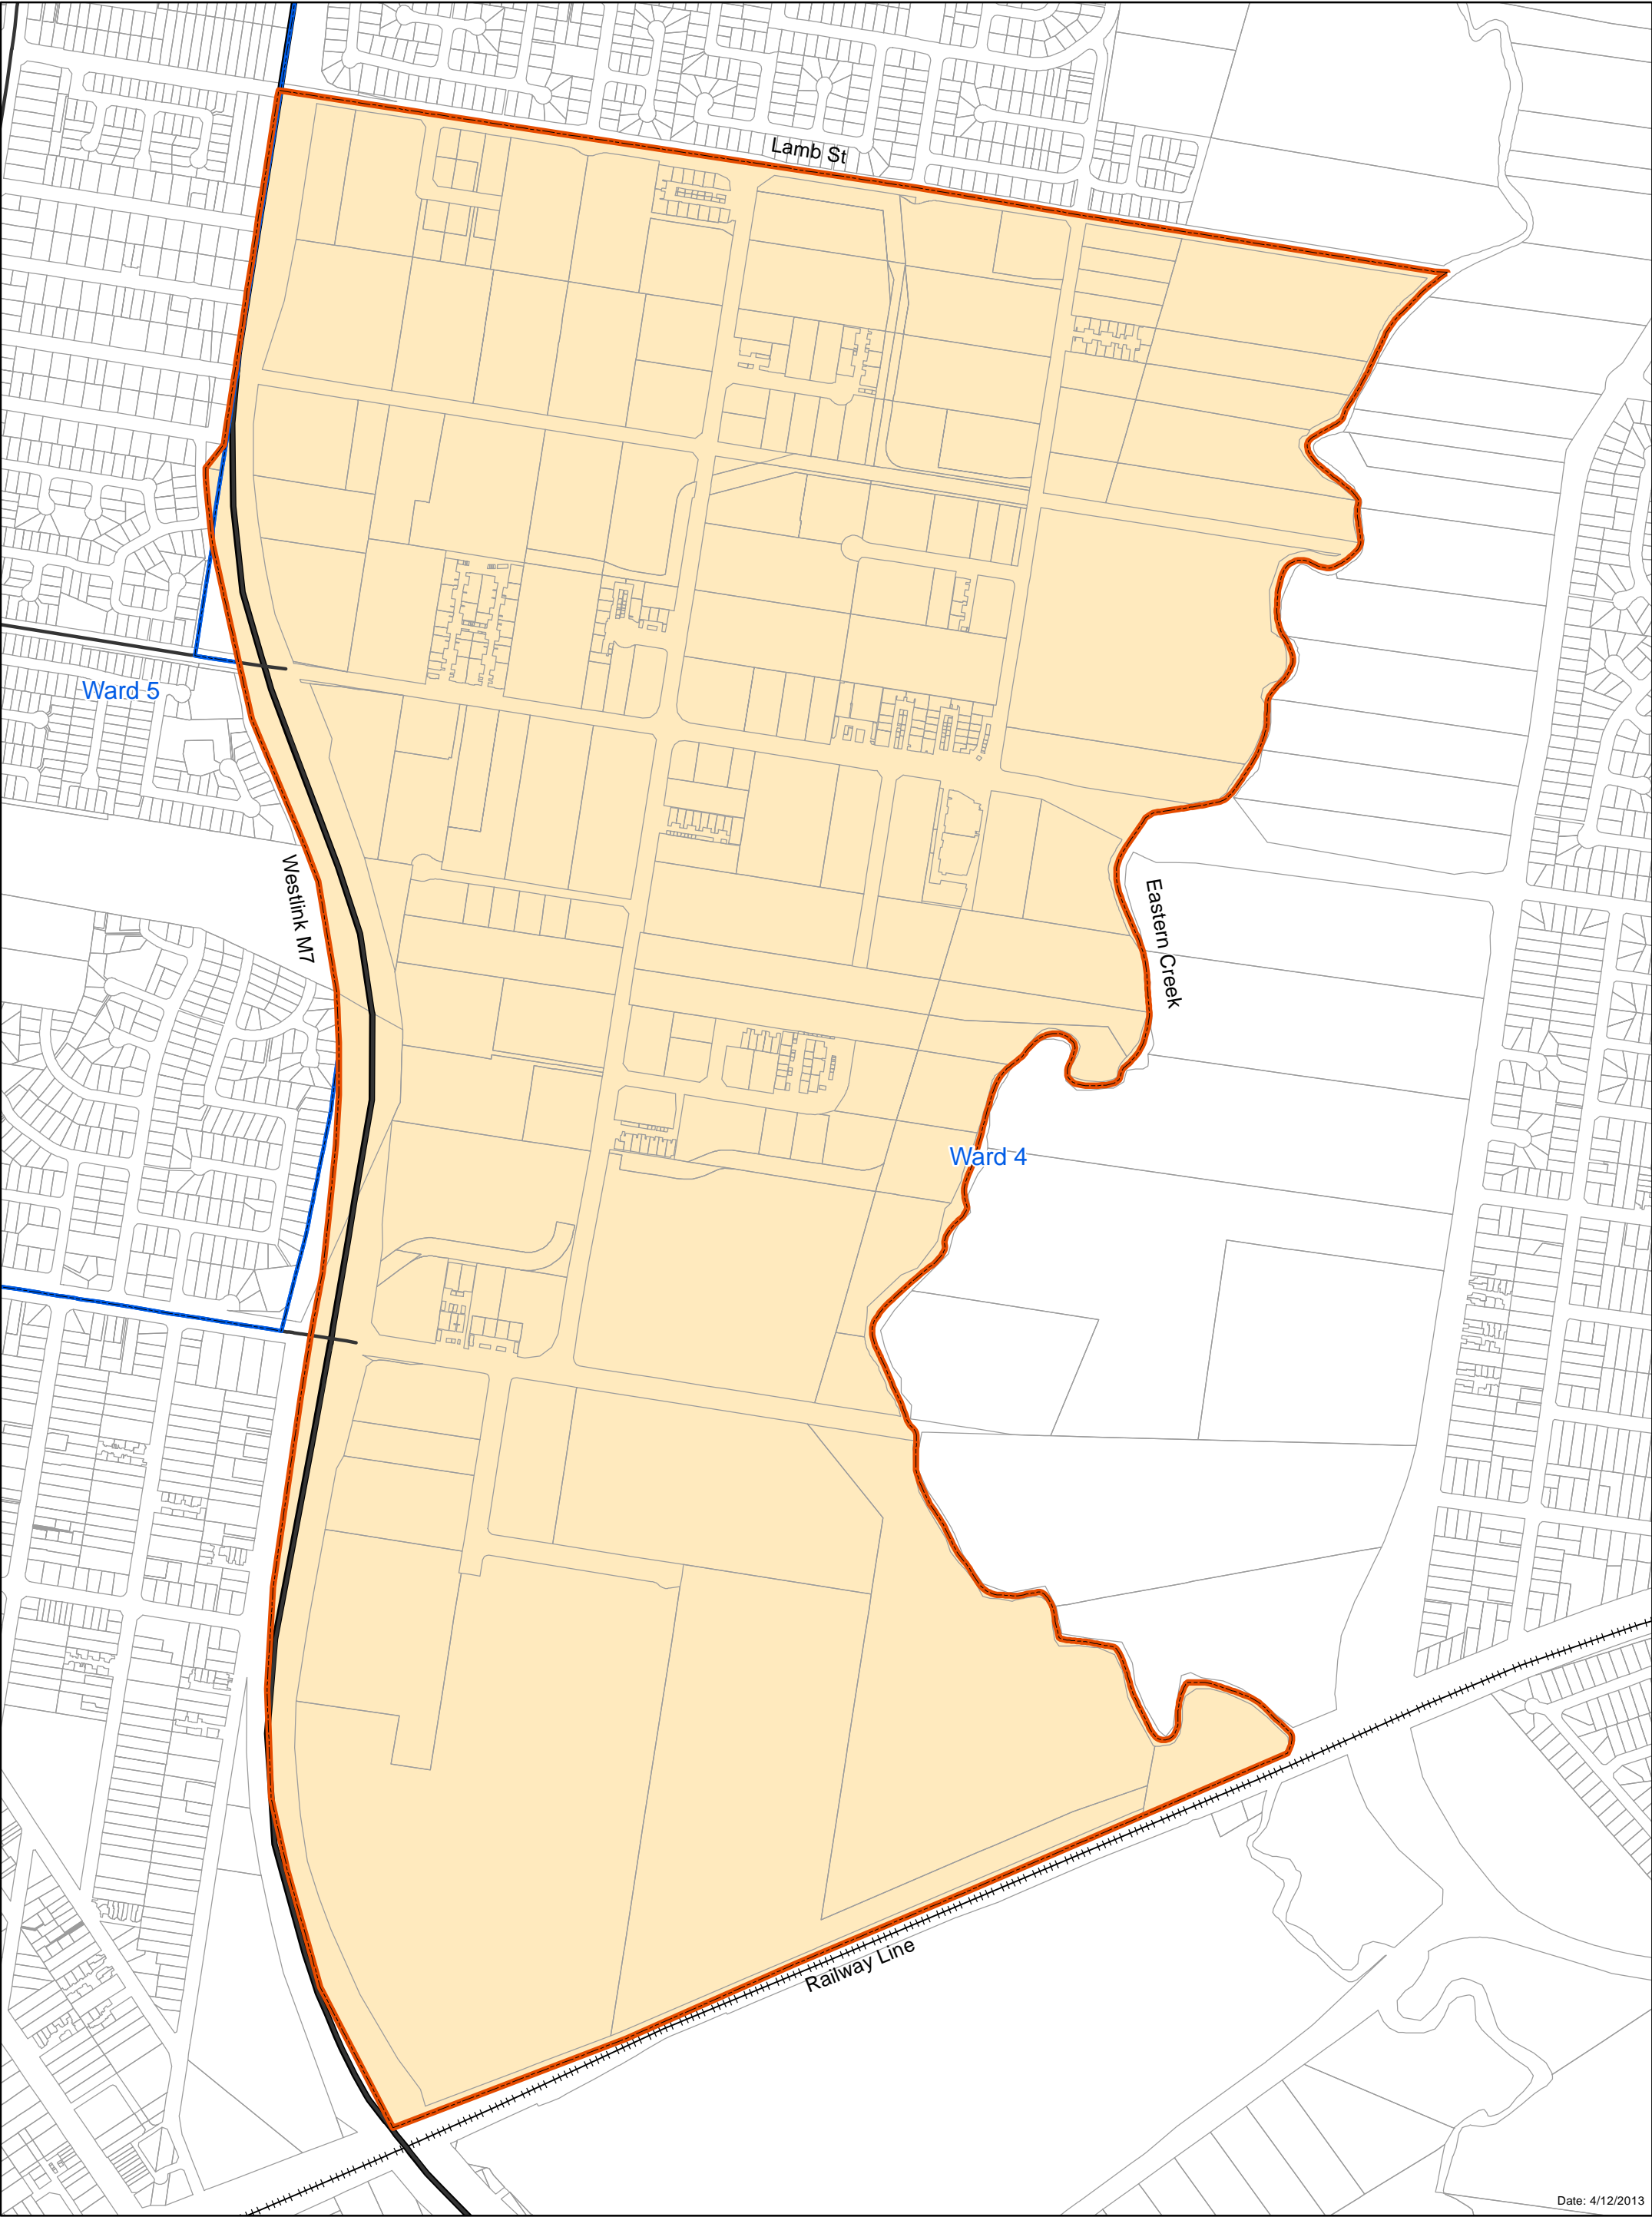 Lamb St
Ward 5
Westlink M7
Eastern Creek
Ward 4
Railway Line
Date: 4/12/2013